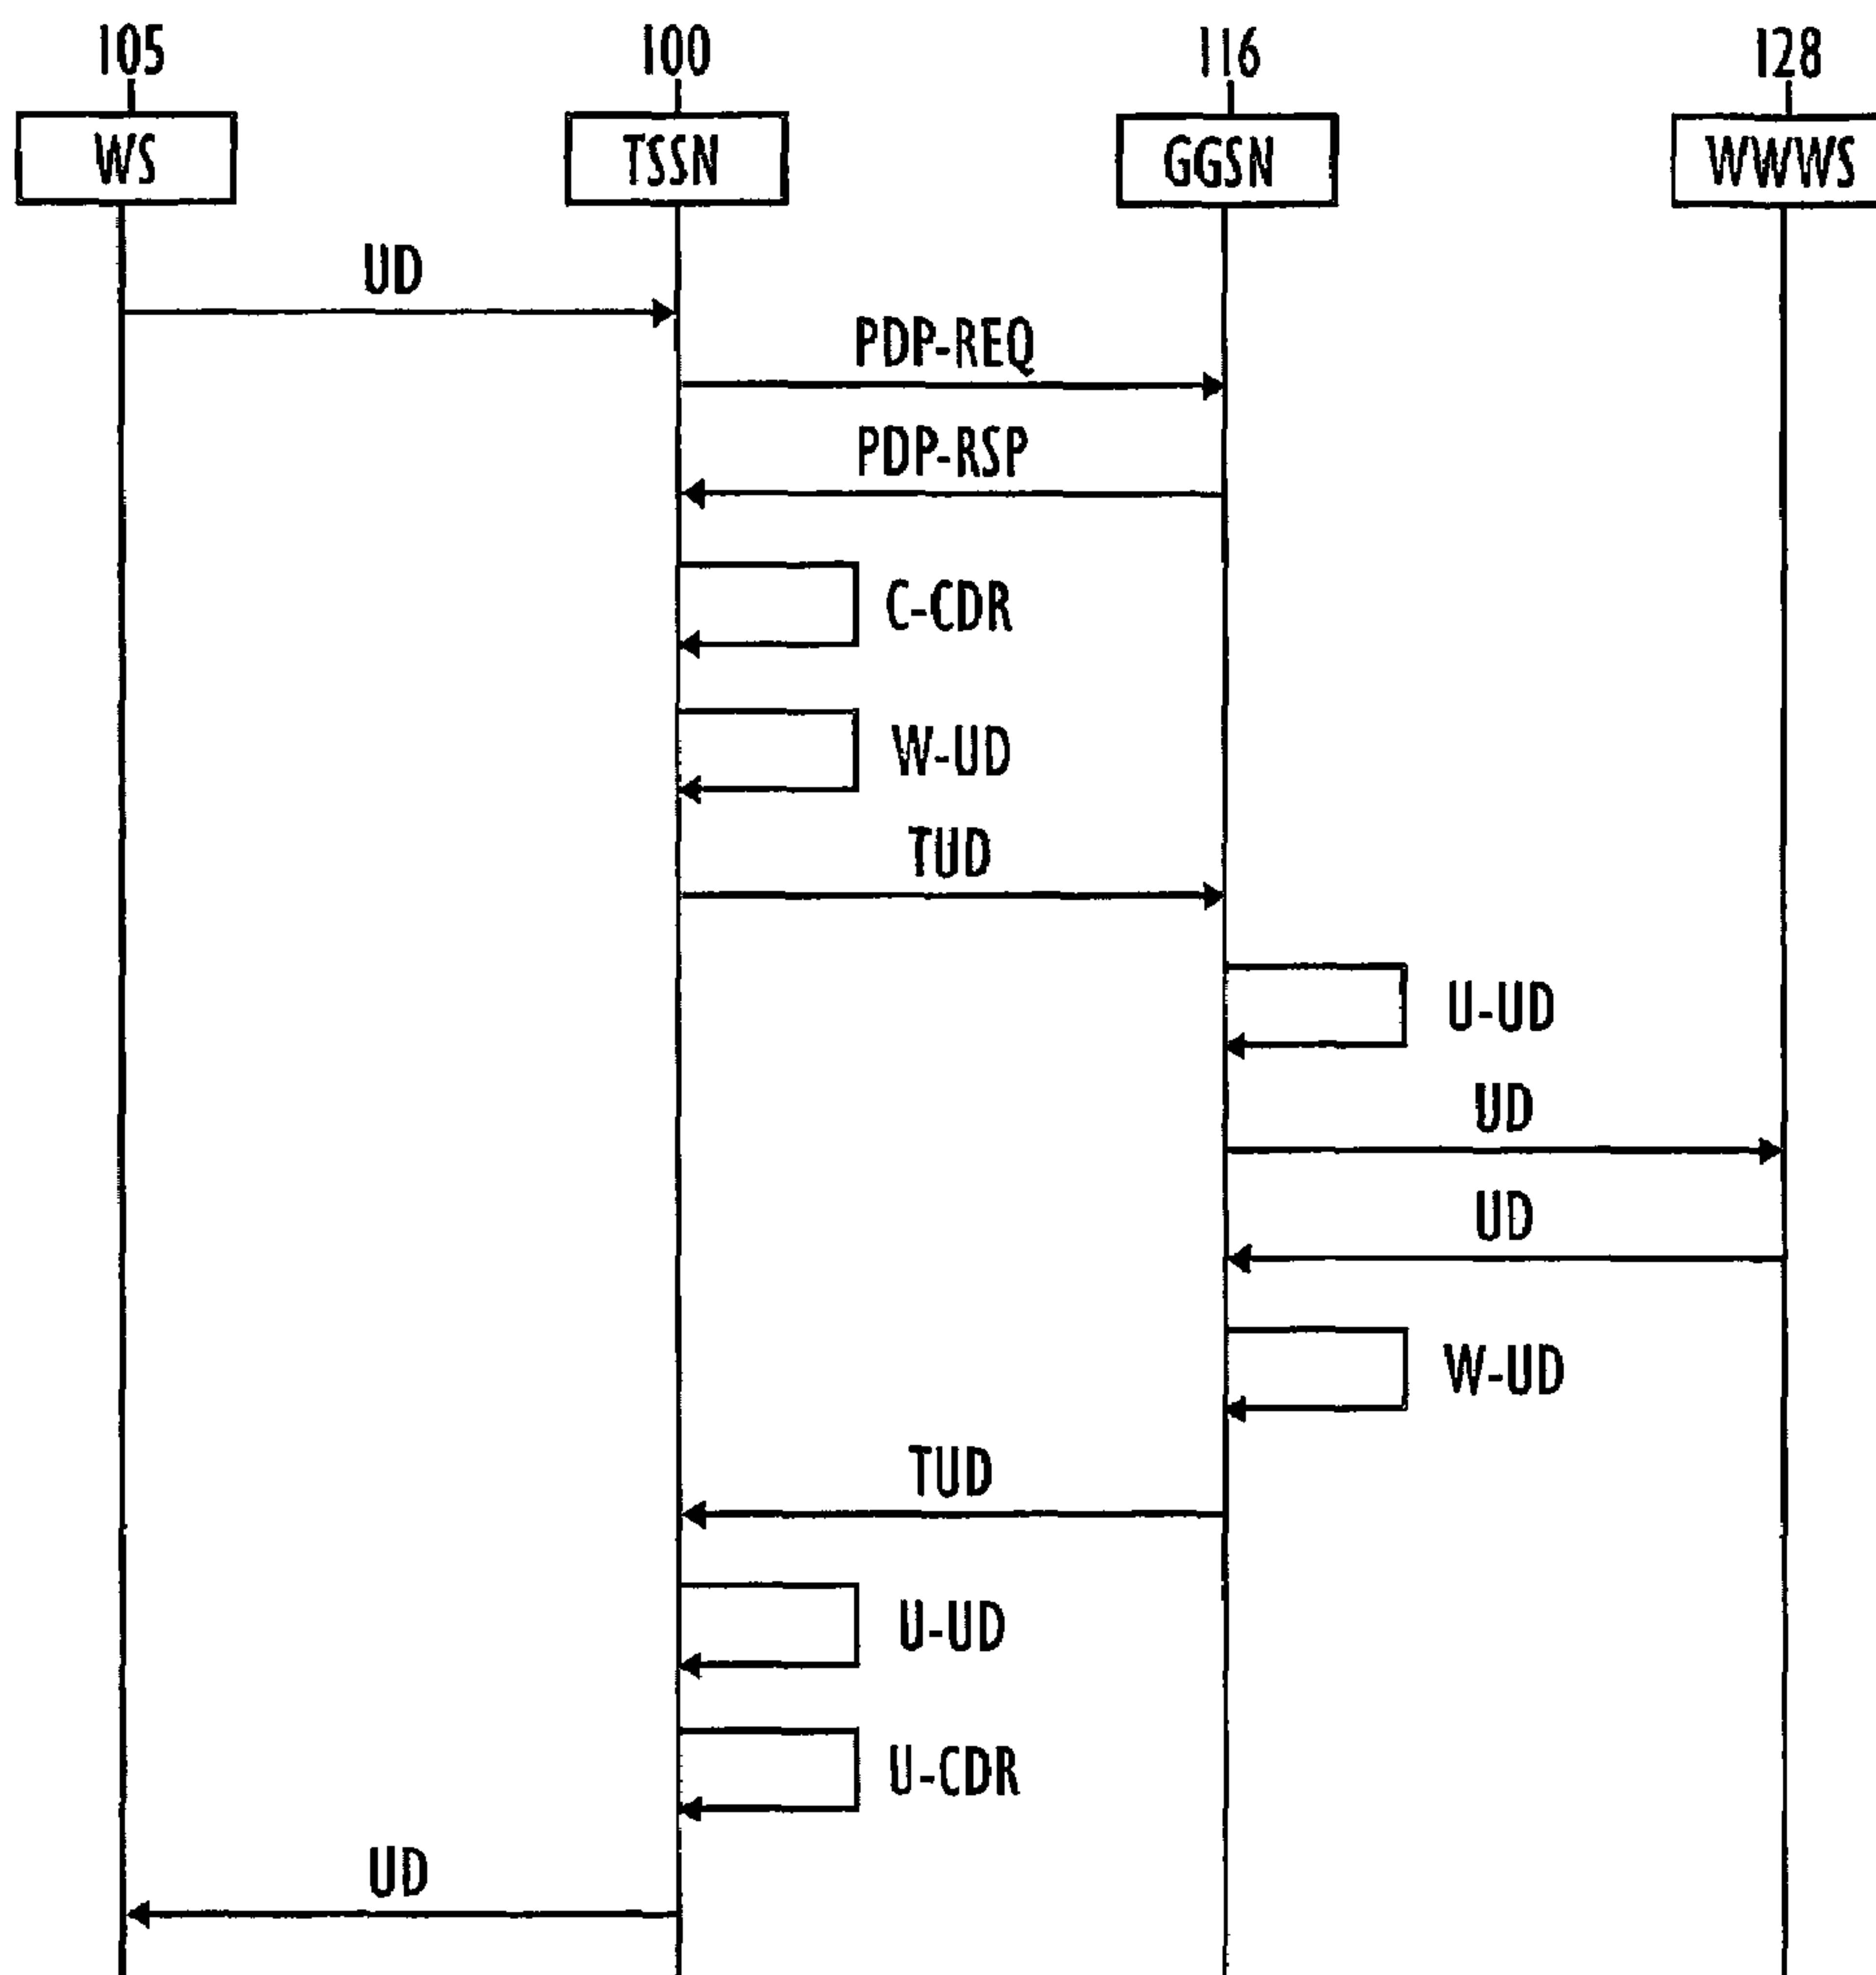 105 100 116 128
WS TSSN GGSN WWWS
UD
PDP-REQ
PDP-RSP
C-CDR
W-UD
TUD
U-UD
UD
UD
W-UD
TUD
U-UD
U-CDR
UD